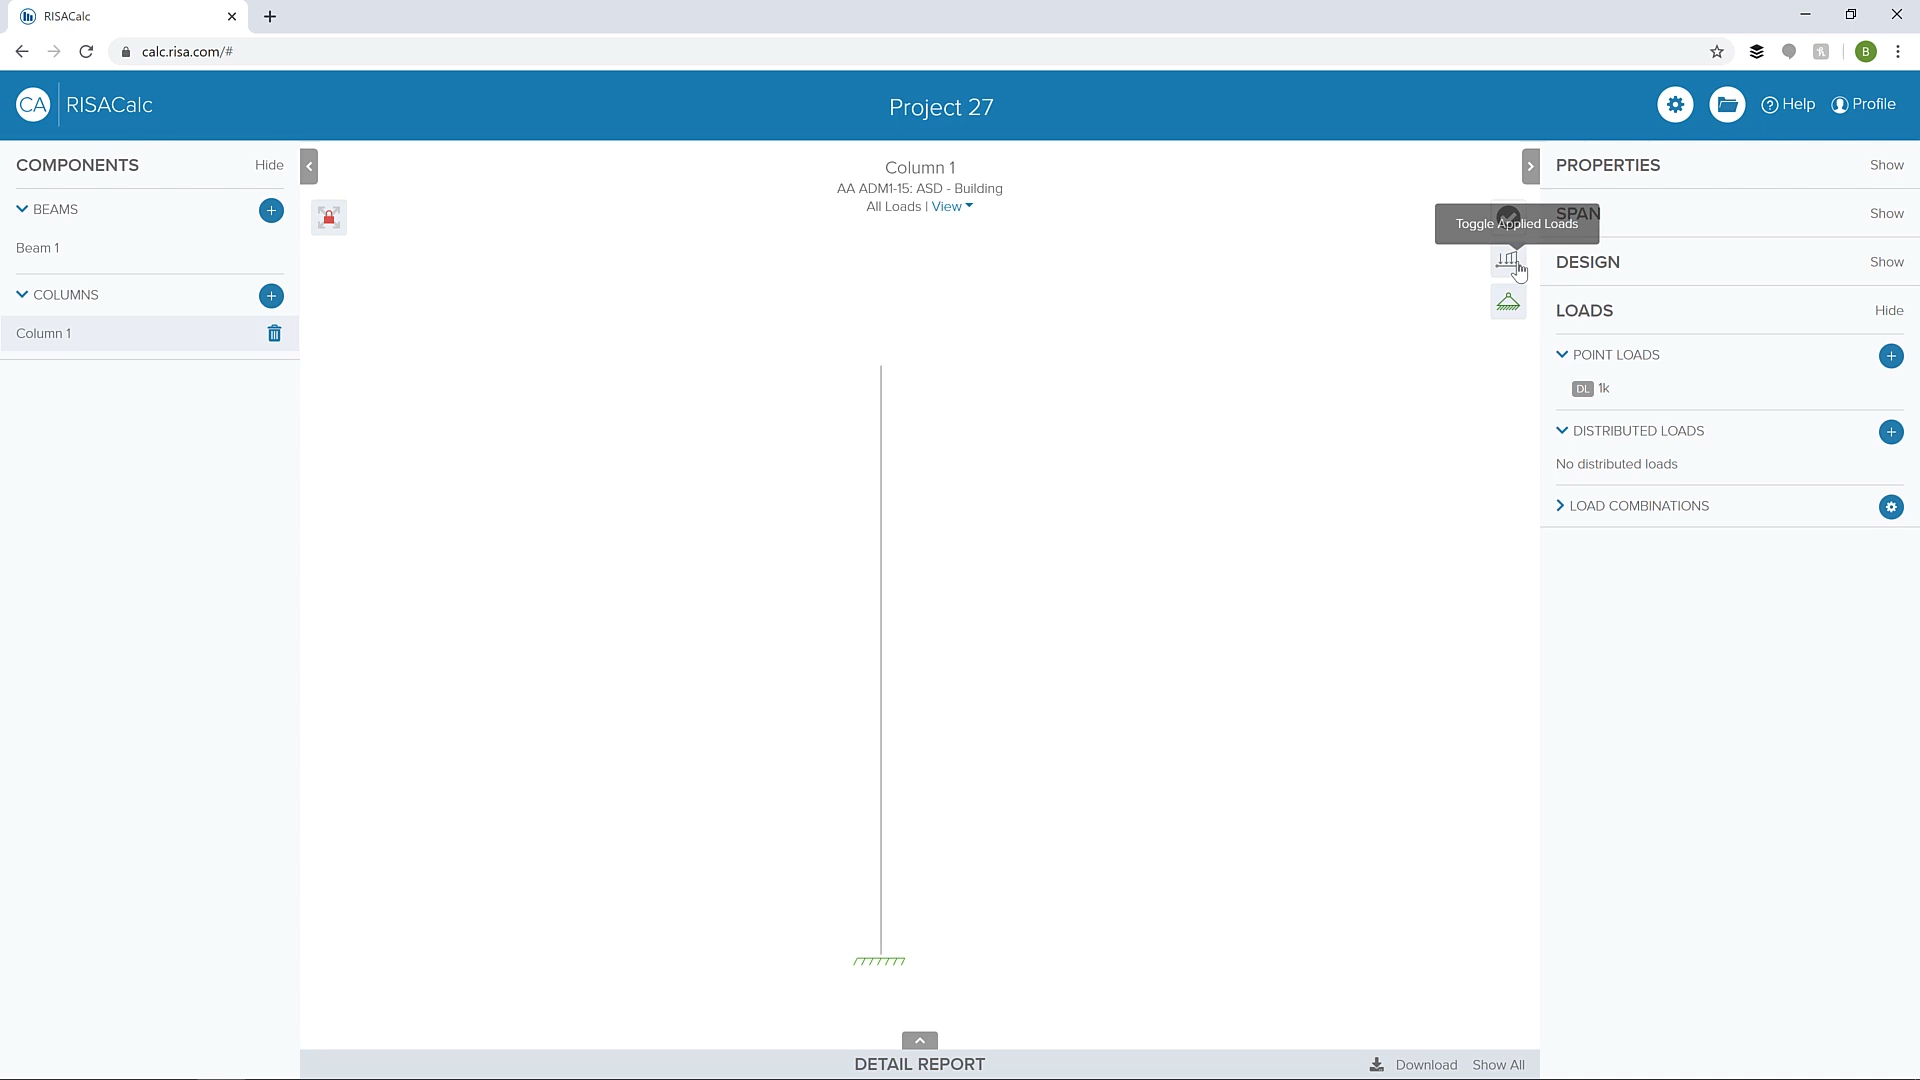 RISACalc
calc.risa.com/#
B
CA RISACalc
Project 27
Help
Profile
COMPONENTS
Hide
BEAMS
Beam 1
COLUMNS
Column 1
Column 1
AA ADM1-15: ASD - Building
All Loads | View
Toggle Applied Loads
PROPERTIES
Show
SPAN
Show
DESIGN
Show
LOADS
Hide
POINT LOADS
DL 1k
DISTRIBUTED LOADS
No distributed loads
LOAD COMBINATIONS
DETAIL REPORT
Download
Show All